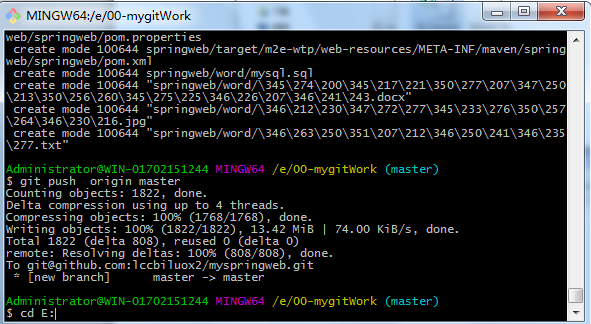 MINGW64:/e/00-mygitWork
web/springweb/pom.properties
create mode 100644 springweb/target/m2e-wtp/web-resources/META-INF/maven/spring
web/springweb/pom.xml
create mode 100644 springweb/word/mysql.sql
create mode 100644 "springweb/word/\345\274\200\345\217\221\350\277\207\347\250
\213\350\256\260\345\275\225\346\226\207\346\241\243.docx"
create mode 100644 "springweb/word/\346\212\230\347\272\277\345\233\276\350\257
\264\346\230\216.jpg"
create mode 100644 "springweb/word/\346\263\250\351\207\212\346\250\241\346\235
\277.txt"
Administrator@WIN-01702151244 MINGW64 /e/00-mygitWork (master)
$ git push  origin master
Counting objects: 1822, done.
Delta compression using up to 4 threads.
Compressing objects: 100% (1768/1768), done.
Writing objects: 100% (1822/1822), 13.42 MiB | 74.00 KiB/s, done.
Total 1822 (delta 808), reused 0 (delta 0)
remote: Resolving deltas: 100% (808/808), done.
To git@github.com:lccbiluox2/myspringweb.git
* [new branch]      master -> master
Administrator@WIN-01702151244 MINGW64 /e/00-mygitWork (master)
$ cd E: